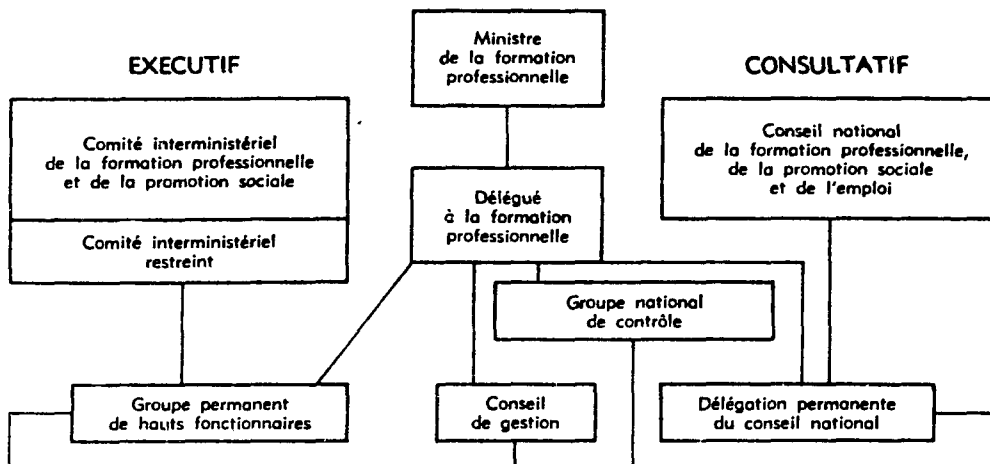 Ministre
de la formation
professionnelle
EXECUTIF
CONSULTATIF
Comité interministériel
de la formation professionnelle
et de la promotion sociale
Comité interministériel
restreint
Délégué
à la formation
professionnelle
Conseil national
de la formation professionnelle,
de la promotion sociale
et de l'emploi
Groupe national
de contrôle
Groupe permanent
de hauts fonctionnaires
Conseil
de gestion
Délégation permanente
du conseil national